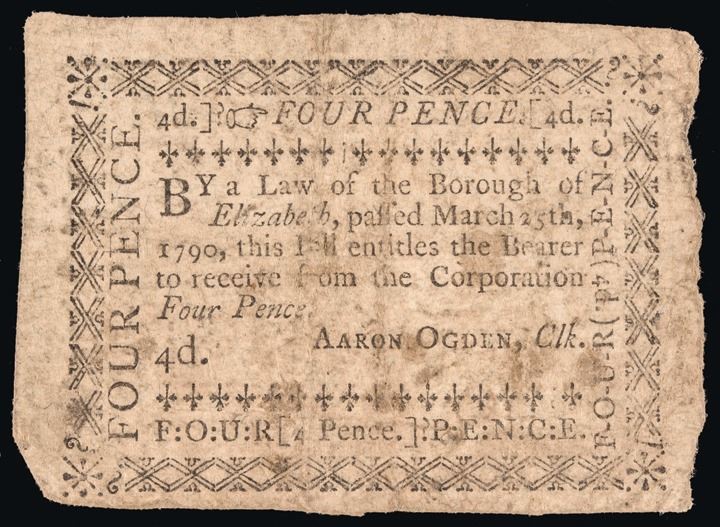 4d.]?☞ FOUR PENCE.[4d.
BY a Law of the Borough of
Elizabeth, paſſed March 25th,
1790, this Bill entitles the Bearer
to receive from the Corporation
Four Pence.
AARON OGDEN, Clk.
4d.
F:O:U:R[4 Pence.]?P:E:N:C:E.
FOUR PENCE.
F-O-U-R( )P-E-N-C-E.